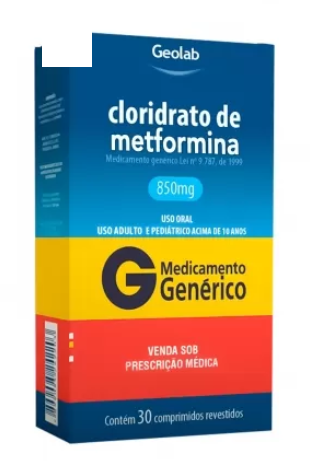 Geolab
cloridrato de
metformina
Medicamento genérico Lei nº 9.787, de 1999
850mg
USO ORAL
USO ADULTO E PEDIÁTRICO ACIMA DE 10 ANOS
G Medicamento
Genérico
VENDA SOB
PRESCRIÇÃO MÉDICA
Contém 30 comprimidos revestidos